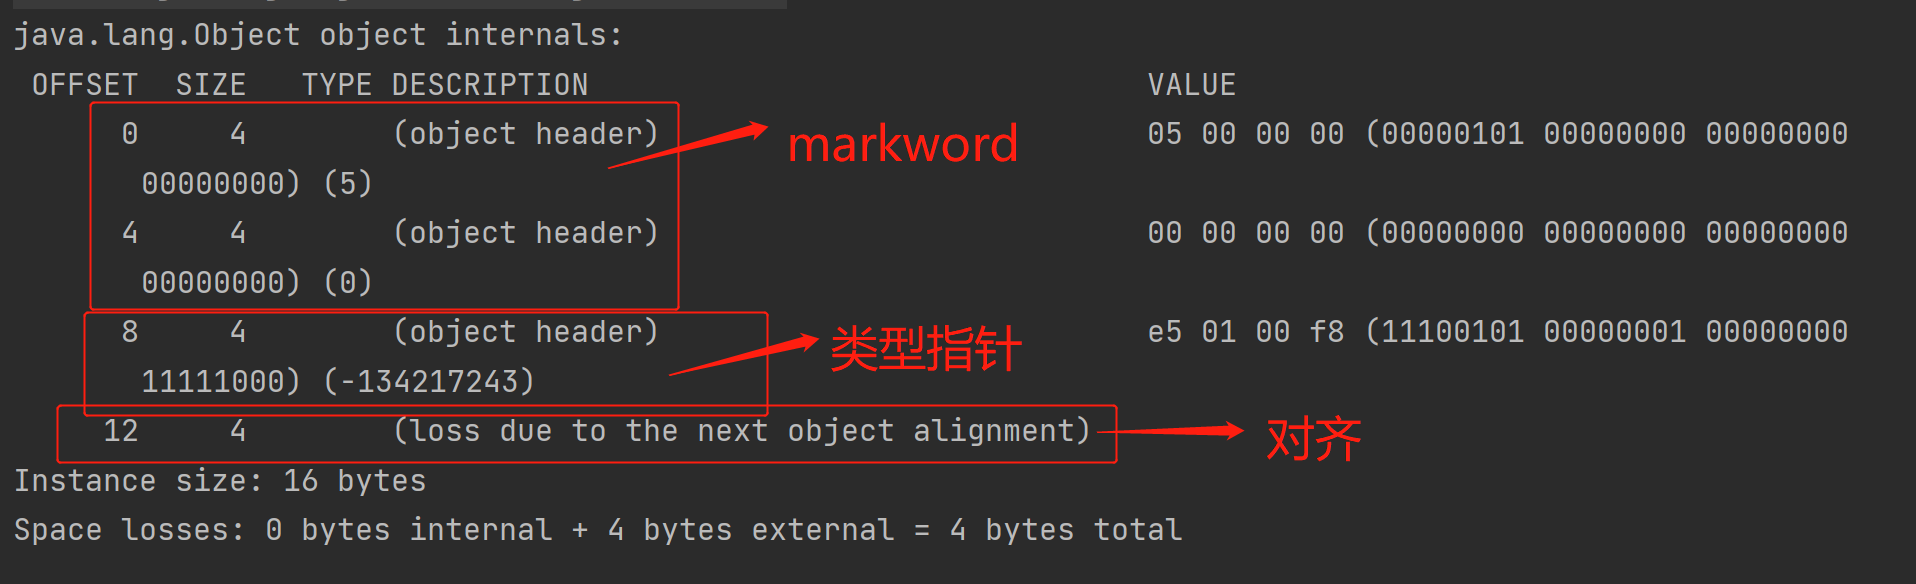 java.lang.Object object internals:
OFFSET SIZE TYPE DESCRIPTION VALUE
0 4 (object header) 05 00 00 00 (00000101 00000000 00000000
00000000) (5)
markword
4 4 (object header) 00 00 00 00 (00000000 00000000 00000000
00000000) (0)
8 4 (object header) e5 01 00 f8 (11100101 00000001 00000000
11111000) (-134217243)
类型指针
12 4 (loss due to the next object alignment)
对齐
Instance size: 16 bytes
Space losses: 0 bytes internal + 4 bytes external = 4 bytes total